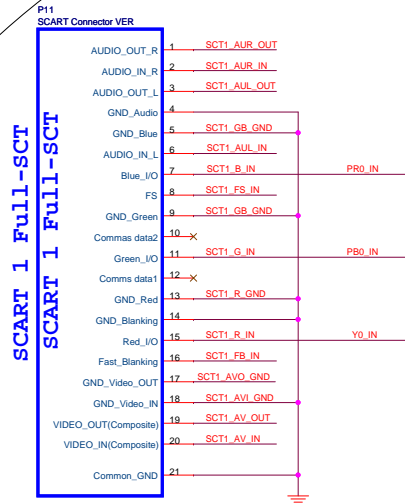 P11
SCART Connector VER
SCART 1 Full-SCT
SCART 1 Full-SCT
AUDIO_OUT_R 1 SCT1_AUR_OUT
AUDIO_IN_R 2 SCT1_AUR_IN
AUDIO_OUT_L 3 SCT1_AUL_OUT
GND_Audio 4
GND_Blue 5 SCT1_GB_GND
AUDIO_IN_L 6 SCT1_AUL_IN
Blue_I/O 7 SCT1_B_IN PR0_IN
FS 8 SCT1_FS_IN
GND_Green 9 SCT1_GB_GND
Commas data2 10
Green_I/O 11 SCT1_G_IN PB0_IN
Comms data1 12
GND_Red 13 SCT1_R_GND
GND_Blanking 14
Red_I/O 15 SCT1_R_IN Y0_IN
Fast_Blanking 16 SCT1_FB_IN
GND_Video_OUT 17 SCT1_AVO_GND
GND_Video_IN 18 SCT1_AVI_GND
VIDEO_OUT(Composite) 19 SCT1_AV_OUT
VIDEO_IN(Composite) 20 SCT1_AV_IN
Common_GND 21